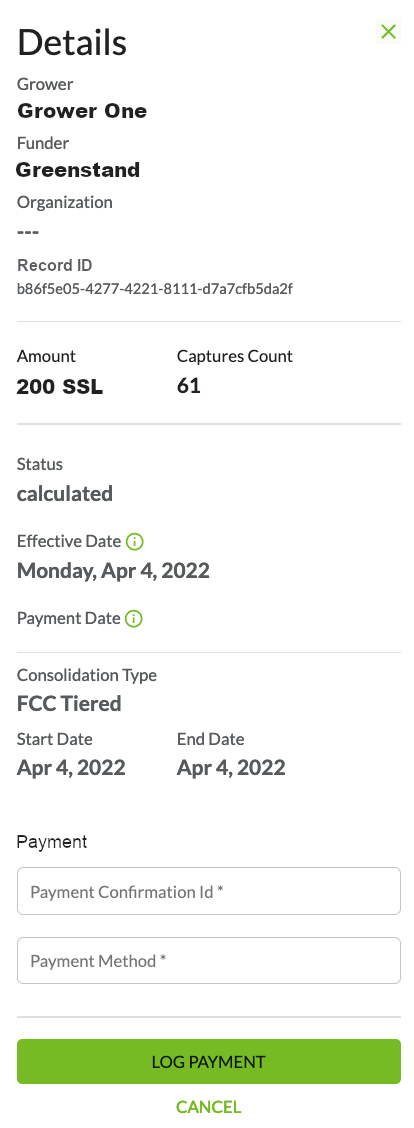 Details
Grower
Grower One
Funder
Greenstand
Organization
---
Record ID
b86f5e05-4277-4221-8111-d7a7cfb5da2f
Amount
Captures Count
200 SSL
61
Status
calculated
Effective Date
Monday, Apr 4, 2022
Payment Date
Consolidation Type
FCC Tiered
Start Date
End Date
Apr 4, 2022
Apr 4, 2022
Payment
Payment Confirmation Id *
Payment Method *
LOG PAYMENT
CANCEL